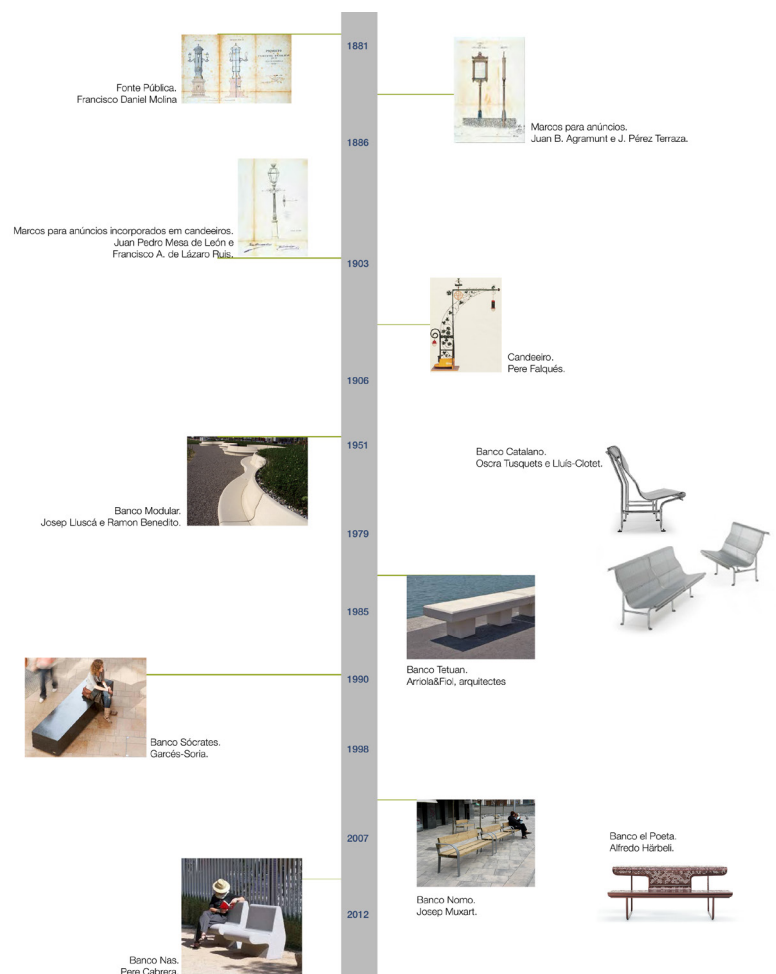 1881
Fonte Pública.
Francisco Daniel Molina
Marcos para anúncios.
Juan B. Agramunt e J. Pérez Terraza.
1886
Marcos para anúncios incorporados em candeeiros.
Juan Pedro Mesa de León e
Francisco A. de Lázaro Ruis.
1903
Candeeiro.
Pere Falqués.
1906
1951
Banco Catalano.
Oscra Tusquets e Lluís-Clotet.
Banco Modular.
Josep Lluscá e Ramon Benedito.
1979
1985
Banco Tetuan.
Arriola&Fiol, arquitectes
1990
Banco Sócrates.
Garcés-Soria.
1998
2007
Banco el Poeta.
Alfredo Härbeli.
Banco Nomo.
Josep Muxart.
2012
Banco Nas.
Pere Cabrera